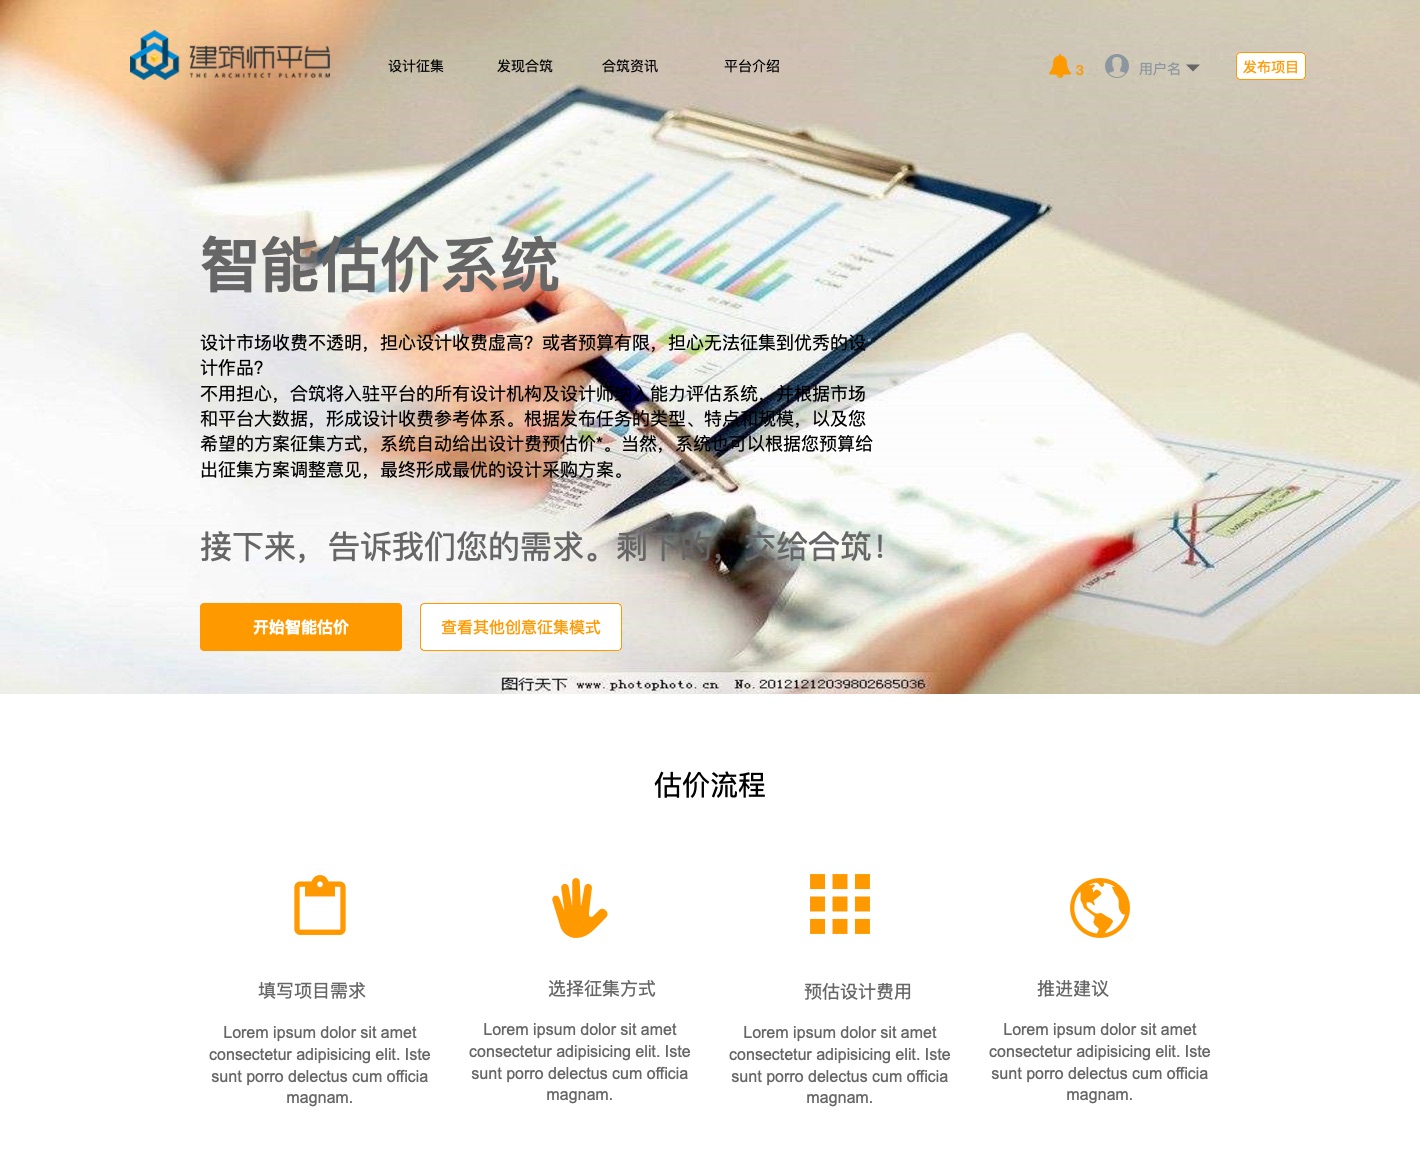 建筑师平台
THE ARCHITECT PLATFORM
设计征集
发现合筑
合筑资讯
平台介绍
3
用户名
发布项目
智能估价系统
设计市场收费不透明，担心设计收费虚高？或者预算有限，担心无法征集到优秀的设
计作品？
不用担心，合筑将入驻平台的所有设计机构及设计师纳入能力评估系统，并根据市场
和平台大数据，形成设计收费参考体系。根据发布任务的类型、特点和规模，以及您
希望的方案征集方式，系统自动给出设计费预估价*。当然，系统也可以根据您预算给
出征集方案调整意见，最终形成最优的设计采购方案。
接下来，告诉我们您的需求。剩下的，交给合筑！
开始智能估价
查看其他创意征集模式
图行天下 www.photophoto.cn No.20121212039802685036
估价流程
填写项目需求
Lorem ipsum dolor sit amet
consectetur adipisicing elit. Iste
sunt porro delectus cum officia
magnam.
选择征集方式
Lorem ipsum dolor sit amet
consectetur adipisicing elit. Iste
sunt porro delectus cum officia
magnam.
预估设计费用
Lorem ipsum dolor sit amet
consectetur adipisicing elit. Iste
sunt porro delectus cum officia
magnam.
推进建议
Lorem ipsum dolor sit amet
consectetur adipisicing elit. Iste
sunt porro delectus cum officia
magnam.